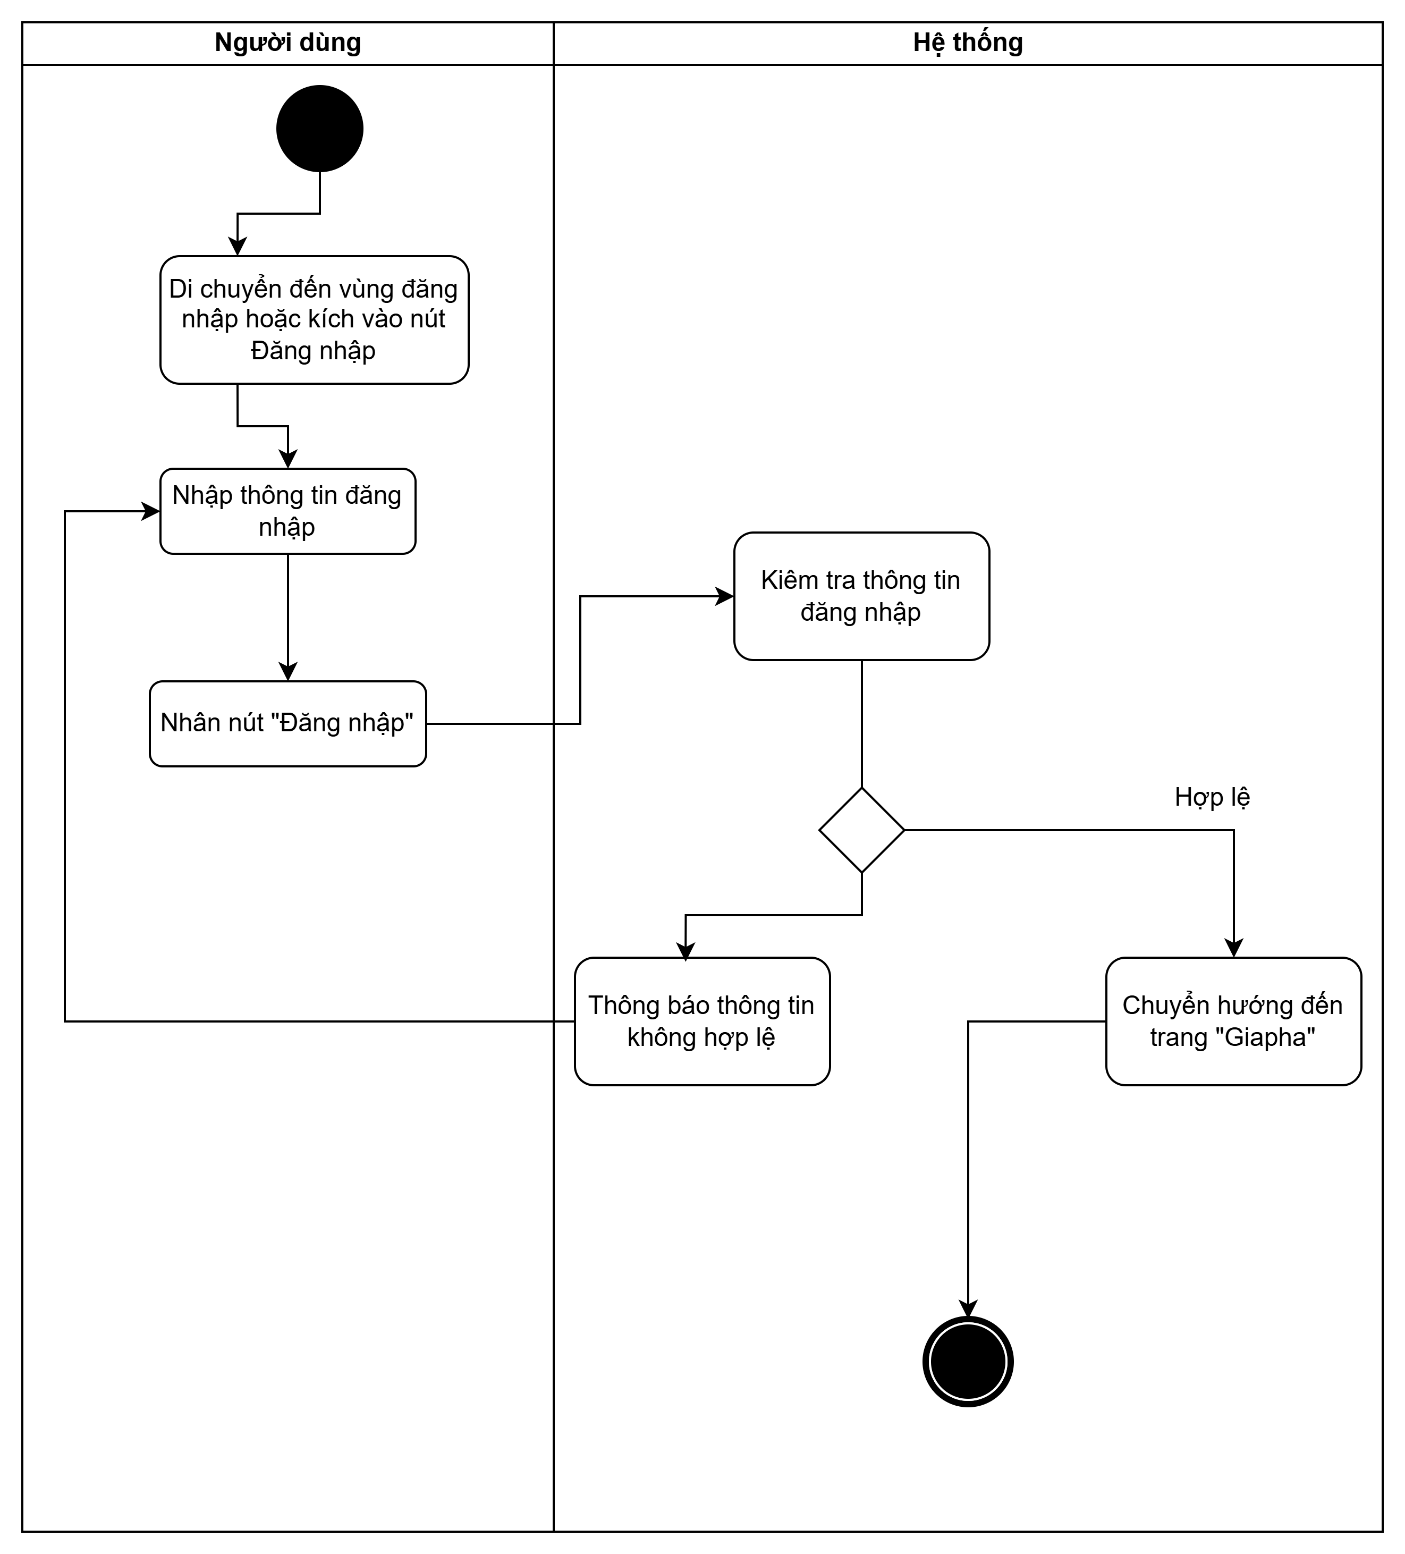 Người dùng
Hệ thống
Di chuyển đến vùng đăng
nhập hoặc kích vào nút
Đăng nhập
Nhập thông tin đăng
nhập
Kiêm tra thông tin
đăng nhập
Nhân nút "Đăng nhập"
Hợp lệ
Thông báo thông tin
không hợp lệ
Chuyển hướng đến
trang "Giapha"